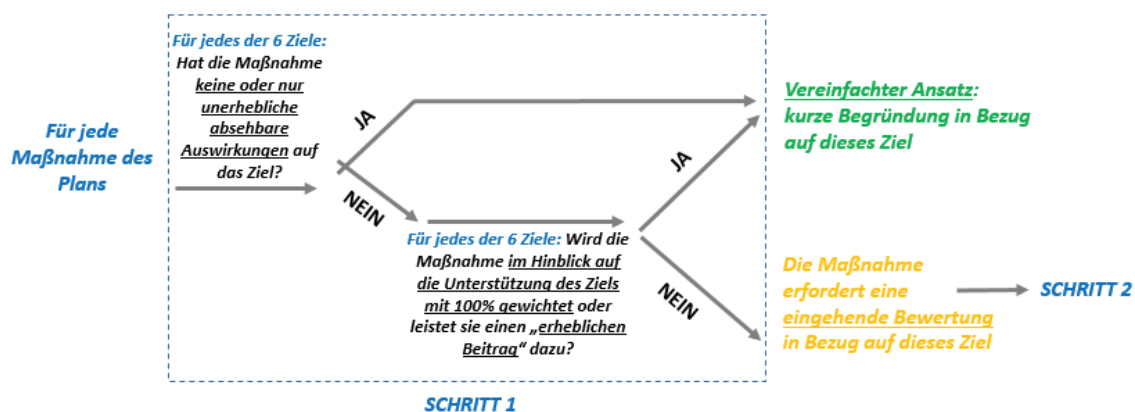 Für jede
Maßnahme des
Plans
Für jedes der 6 Ziele:
Hat die Maßnahme
keine oder nur
unerhebliche
absehbare
Auswirkungen auf
das Ziel?
JA
NEIN
Für jedes der 6 Ziele: Wird die
Maßnahme im Hinblick auf
die Unterstützung des Ziels
mit 100% gewichtet oder
leistet sie einen „erheblichen
Beitrag“ dazu?
JA
NEIN
Vereinfachter Ansatz:
kurze Begründung in Bezug
auf dieses Ziel
Die Maßnahme
erfordert eine
eingehende Bewertung
in Bezug auf dieses Ziel
SCHRITT 2
SCHRITT 1